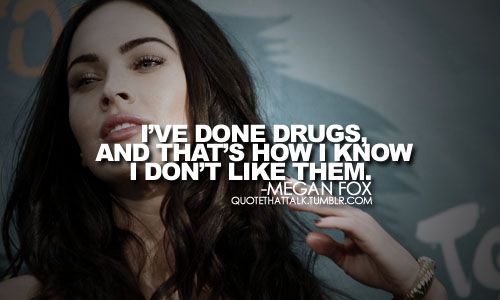 I'VE DONE DRUGS,
AND THAT'S HOW I KNOW
I DON'T LIKE THEM.
-MEGAN FOX
QUOTETHATTALK.TUMBLR.COM